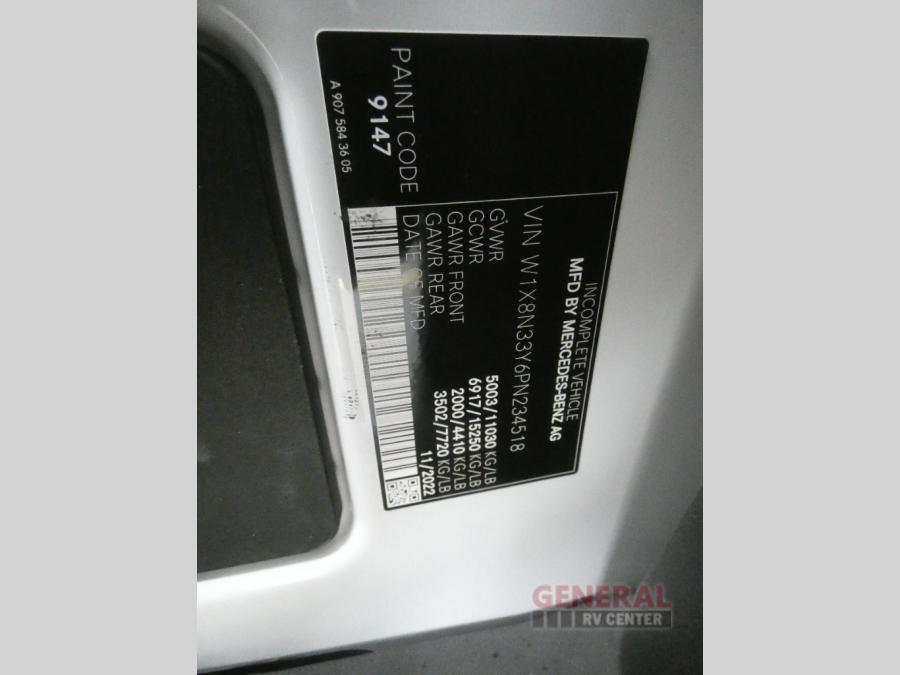 INCOMPLETE VEHICLE
MFD BY MERCEDES-BENZ AG
VIN W1X8N33Y6PN234518
GVWR 5003/11030 KG/LB
GCWR 6917/15250 KG/LB
GAWR FRONT 2000/4410 KG/LB
GAWR REAR 3502/7720 KG/LB
DATE OF MFD 11/2022
PAINT CODE
9147
A 907 584 36 05
GENERAL
RV CENTER